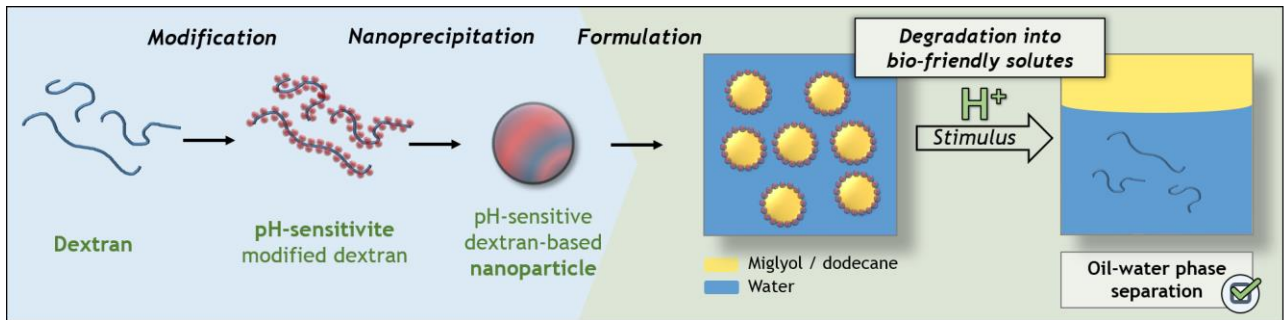 Modification
Nanoprecipitation
Formulation
Degradation into
bio-friendly solutes
H+
Stimulus
Dextran
pH-sensitivite
modified dextran
pH-sensitive
dextran-based
nanoparticle
Miglyol / dodecane
Water
Oil-water phase
separation